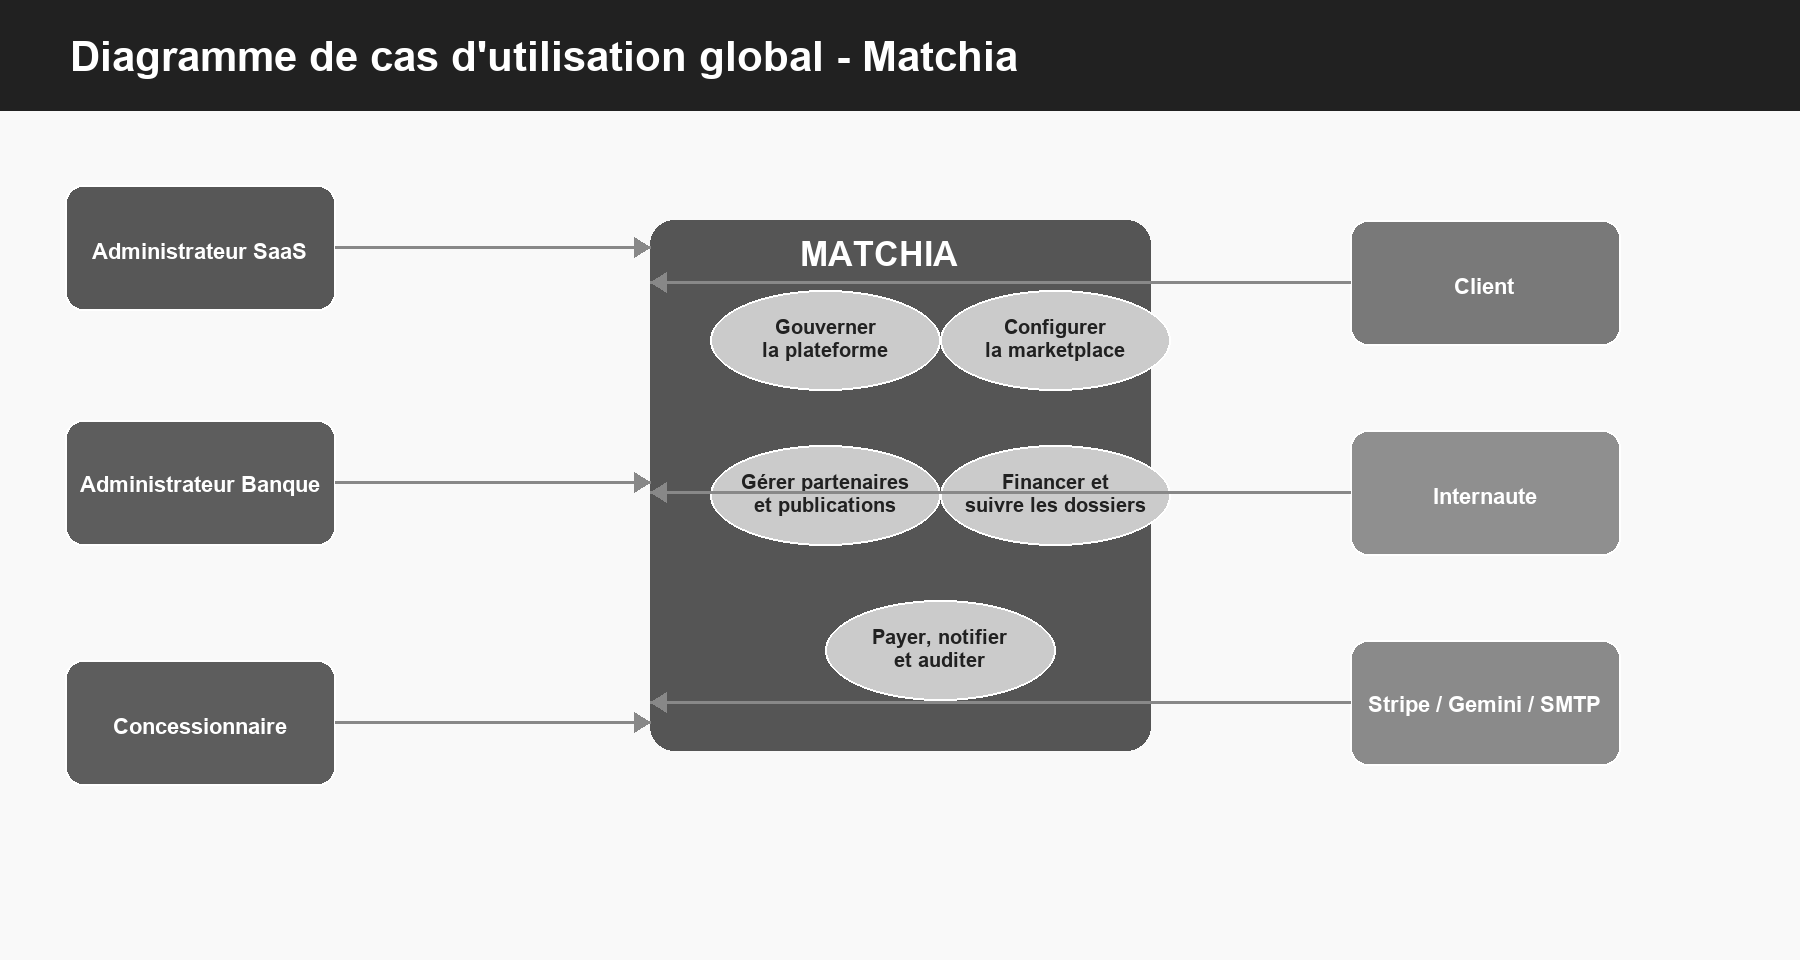 Diagramme de cas d'utilisation global - Matchia
Administrateur SaaS
Administrateur Banque
Concessionnaire
MATCHIA
Gouverner
la plateforme
Configurer
la marketplace
Gérer partenaires
et publications
Financer et
suivre les dossiers
Payer, notifier
et auditer
Client
Internaute
Stripe / Gemini / SMTP